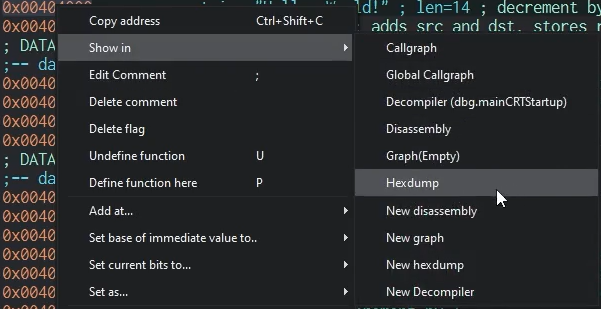 "Hello World!" ; len=14 ; decrement by
adds src and dst, stores r
Copy address Ctrl+Shift+C
Show in
Edit Comment ;
Delete comment
Delete flag
Undefine function U
Define function here P
Add at...
Set base of immediate value to..
Set current bits to...
Set as...
Callgraph
Global Callgraph
Decompiler (dbg.mainCRTStartup)
Disassembly
Graph(Empty)
Hexdump
New disassembly
New graph
New hexdump
New Decompiler
0x0040
; DATA
;-- da
0x0040
0x0040
0x0040
0x0040
; DATA
;-- da
0x0040
0x0040
0x0040
0x0040
0x0040